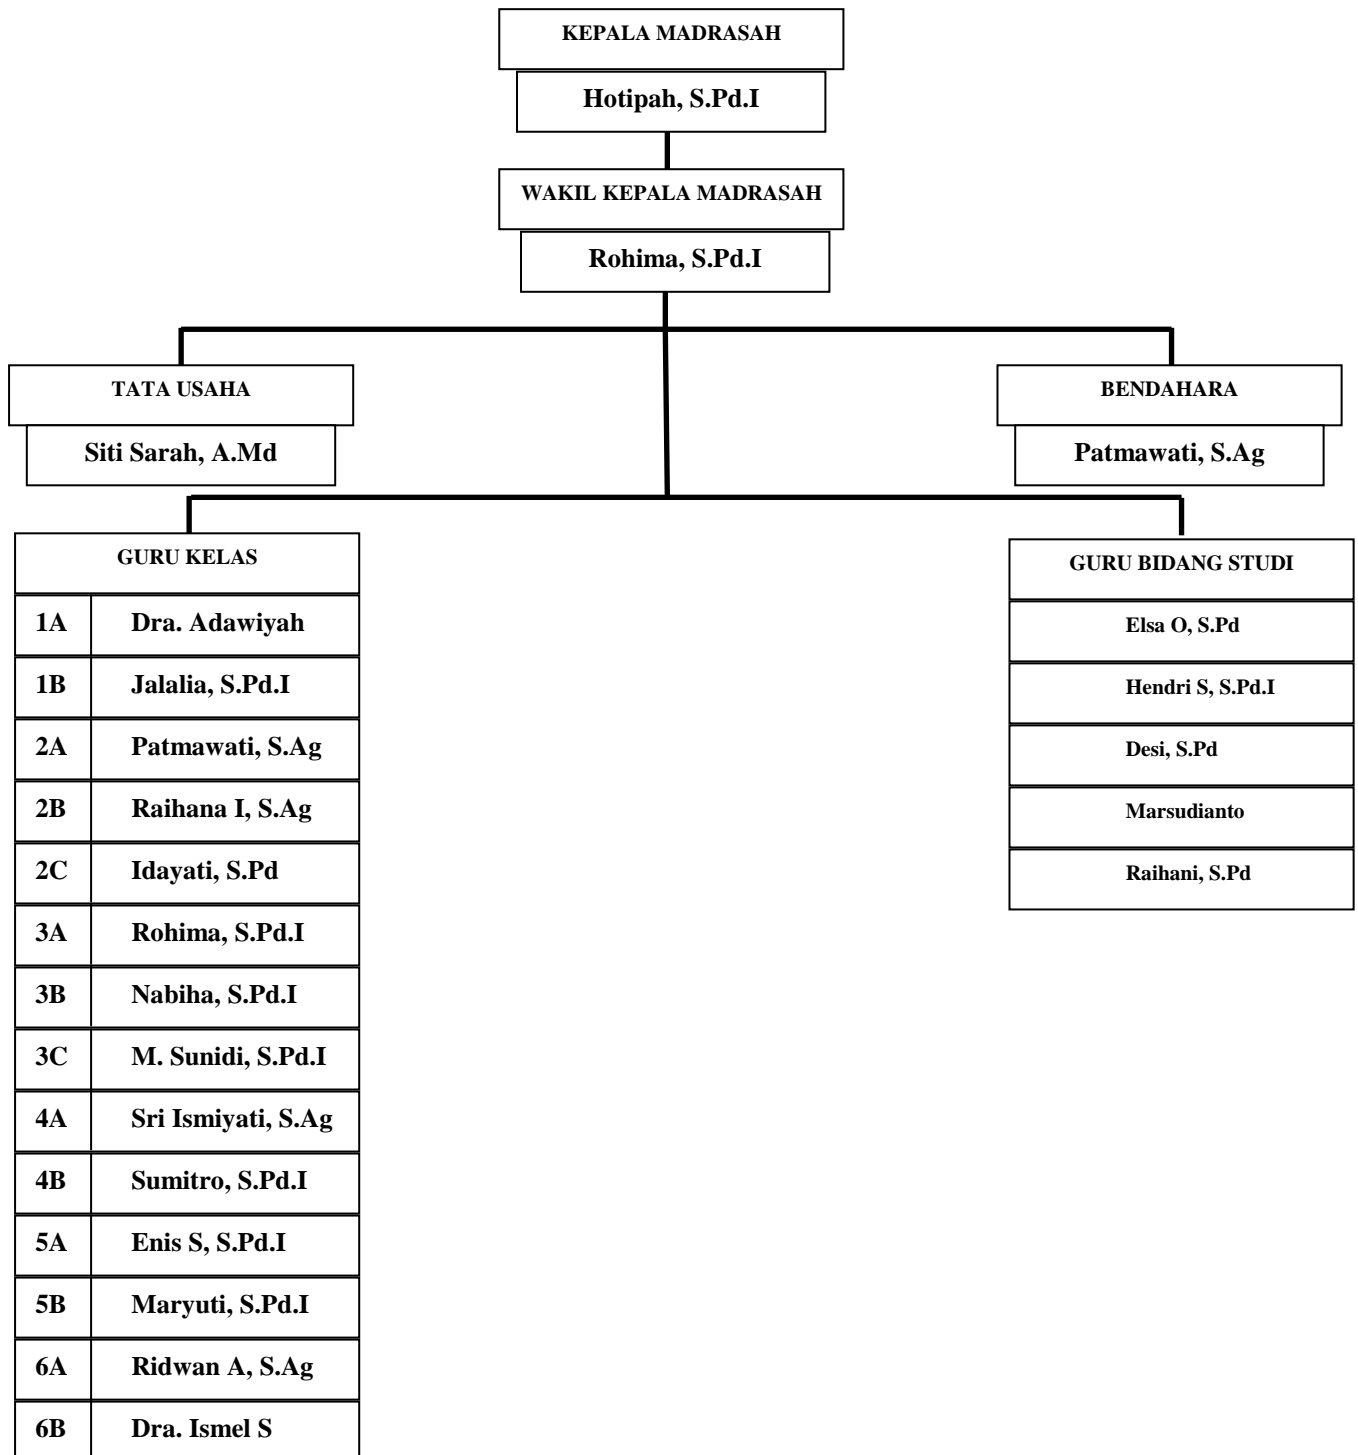 KEPALA MADRASAH
Hotipah, S.Pd.I
WAKIL KEPALA MADRASAH
Rohima, S.Pd.I
TATA USAHA
Siti Sarah, A.Md
BENDAHARA
Patmawati, S.Ag
GURU KELAS
1A Dra. Adawiyah
1B Jalalia, S.Pd.I
2A Patmawati, S.Ag
2B Raihana I, S.Ag
2C Idayati, S.Pd
3A Rohima, S.Pd.I
3B Nabiha, S.Pd.I
3C M. Sunidi, S.Pd.I
4A Sri Ismiyati, S.Ag
4B Sumitro, S.Pd.I
5A Enis S, S.Pd.I
5B Maryuti, S.Pd.I
6A Ridwan A, S.Ag
6B Dra. Ismel S
GURU BIDANG STUDI
Elsa O, S.Pd
Hendri S, S.Pd.I
Desi, S.Pd
Marsudianto
Raihani, S.Pd